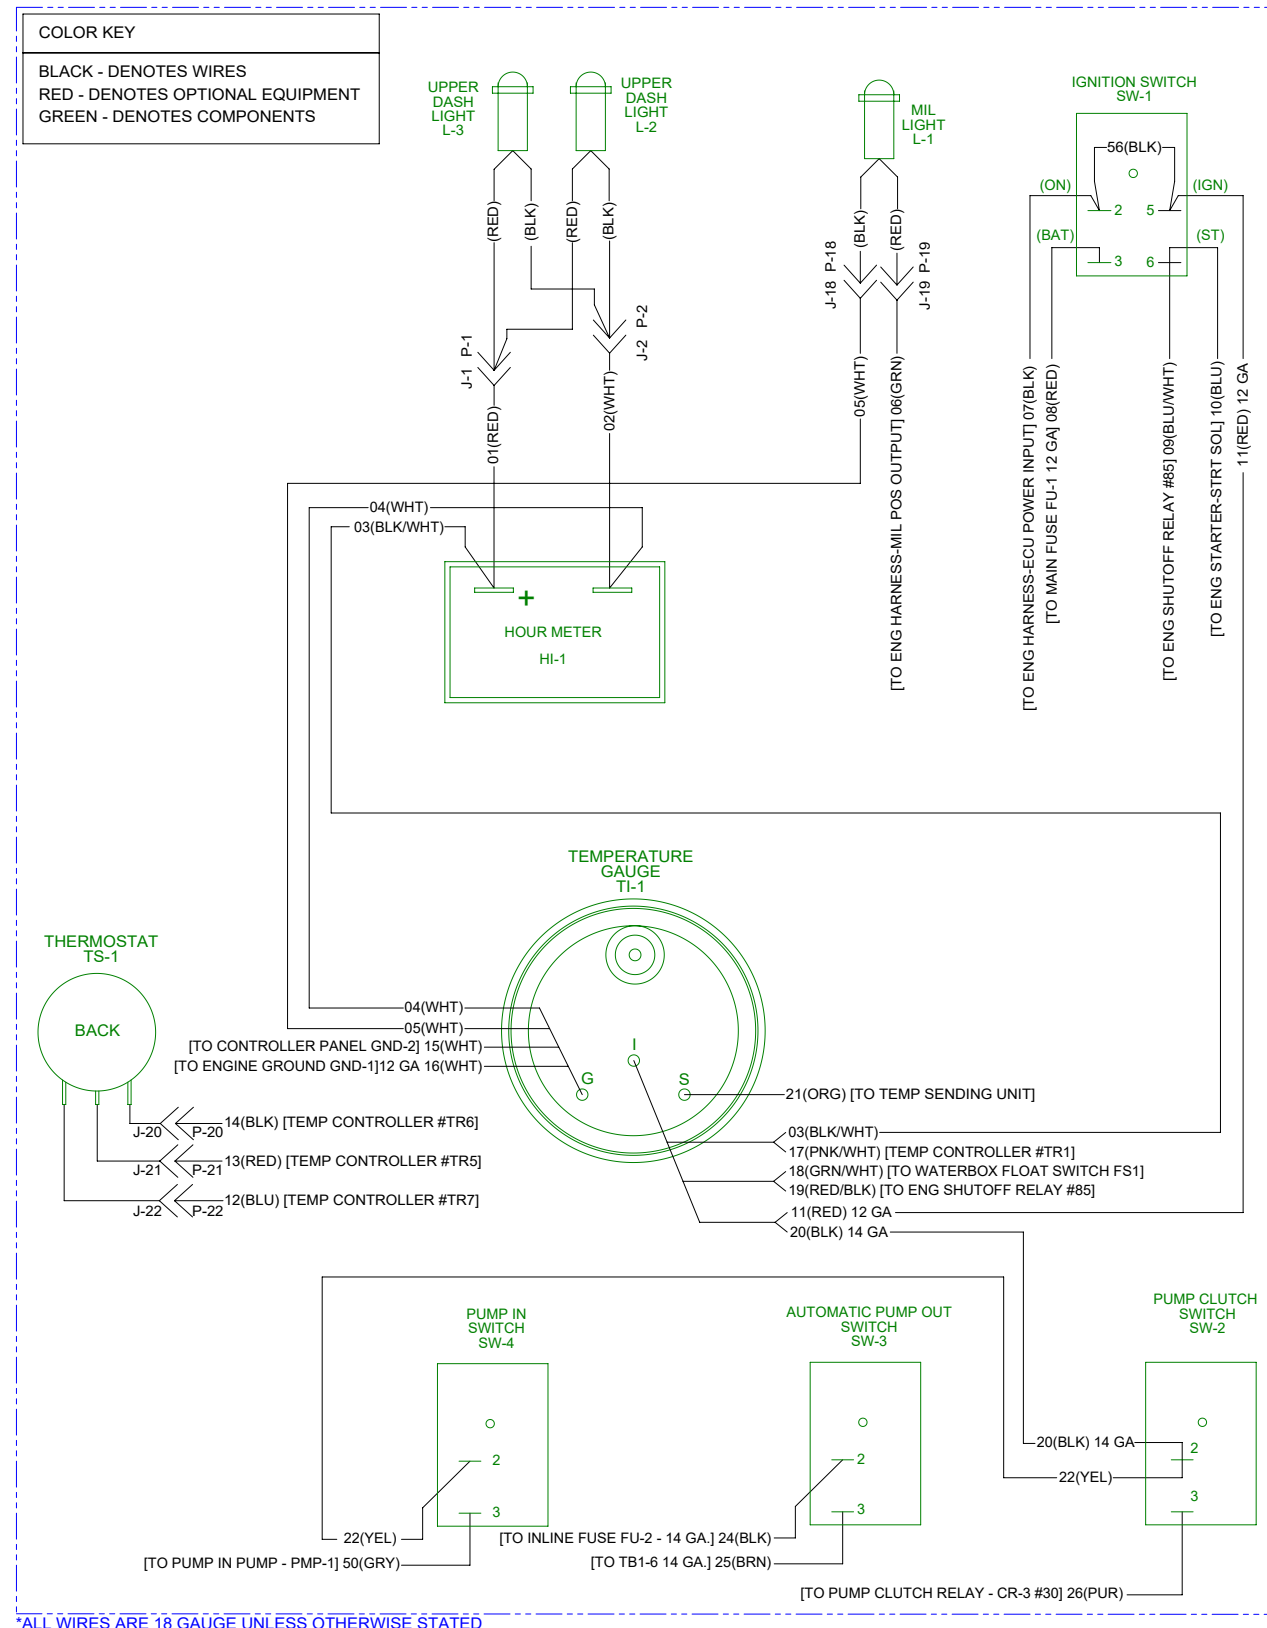 COLOR KEY
BLACK - DENOTES WIRES
RED - DENOTES OPTIONAL EQUIPMENT
GREEN - DENOTES COMPONENTS
UPPER
DASH
LIGHT
L-3
UPPER
DASH
LIGHT
L-2
MIL
LIGHT
L-1
IGNITION SWITCH
SW-1
56(BLK)
(ON)
(IGN)
2
5
(BAT)
(ST)
3
6
(RED)
(BLK)
(RED)
(BLK)
(BLK)
(RED)
J-18 P-18
J-19 P-19
J-1 P-1
J-2 P-2
01(RED)
02(WHT)
05(WHT)
[TO ENG HARNESS-MIL POS OUTPUT] 06(GRN)
[TO ENG HARNESS-ECU POWER INPUT] 07(BLK)
[TO MAIN FUSE FU-1 12 GA] 08(RED)
[TO ENG SHUTOFF RELAY #85] 09(BLU/WHT)
[TO ENG STARTER-STRT SOL] 10(BLU)
11(RED) 12 GA
04(WHT)
03(BLK/WHT)
+
HOUR METER
HI-1
TEMPERATURE
GAUGE
TI-1
THERMOSTAT
TS-1
BACK
04(WHT)
05(WHT)
[TO CONTROLLER PANEL GND-2] 15(WHT)
[TO ENGINE GROUND GND-1]12 GA 16(WHT)
I
G
S
21(ORG) [TO TEMP SENDING UNIT]
J-20
P-20
14(BLK) [TEMP CONTROLLER #TR6]
J-21
P-21
13(RED) [TEMP CONTROLLER #TR5]
J-22
P-22
12(BLU) [TEMP CONTROLLER #TR7]
03(BLK/WHT)
17(PNK/WHT) [TEMP CONTROLLER #TR1]
18(GRN/WHT) [TO WATERBOX FLOAT SWITCH FS1]
19(RED/BLK) [TO ENG SHUTOFF RELAY #85]
11(RED) 12 GA
20(BLK) 14 GA
PUMP IN
SWITCH
SW-4
2
3
22(YEL)
[TO PUMP IN PUMP - PMP-1] 50(GRY)
AUTOMATIC PUMP OUT
SWITCH
SW-3
2
3
[TO INLINE FUSE FU-2 - 14 GA.] 24(BLK)
[TO TB1-6 14 GA.] 25(BRN)
PUMP CLUTCH
SWITCH
SW-2
20(BLK) 14 GA
2
22(YEL)
3
[TO PUMP CLUTCH RELAY - CR-3 #30] 26(PUR)
*ALL WIRES ARE 18 GAUGE UNLESS OTHERWISE STATED